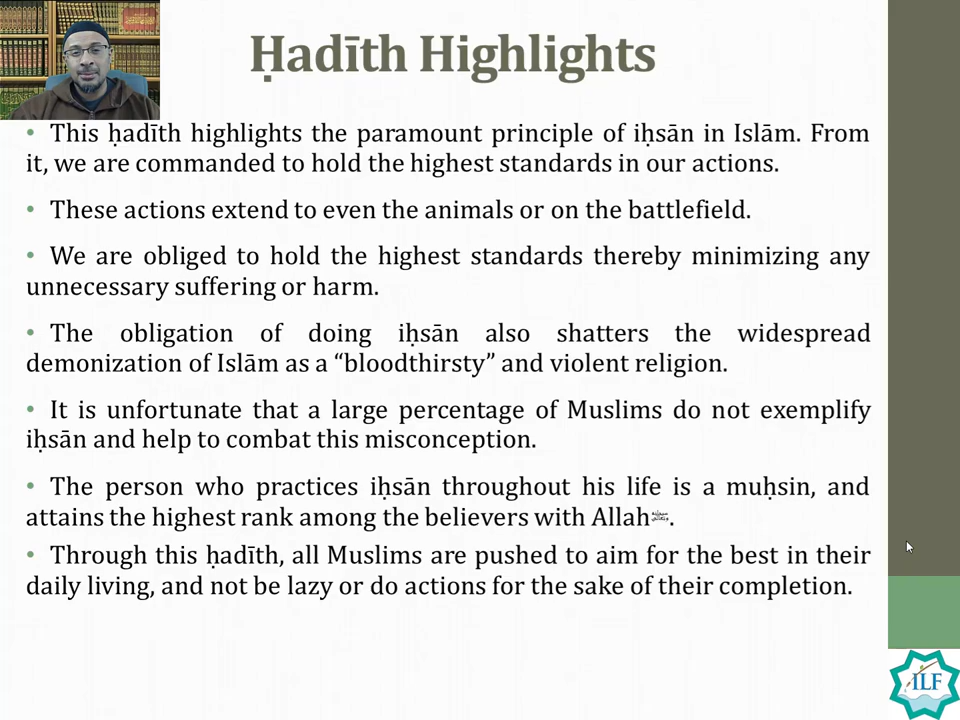 Ḥadīth Highlights
• This ḥadīth highlights the paramount principle of iḥsān in Islām. From
it, we are commanded to hold the highest standards in our actions.
• These actions extend to even the animals or on the battlefield.
• We are obliged to hold the highest standards thereby minimizing any
unnecessary suffering or harm.
• The obligation of doing iḥsān also shatters the widespread
demonization of Islām as a “bloodthirsty” and violent religion.
• It is unfortunate that a large percentage of Muslims do not exemplify
iḥsān and help to combat this misconception.
• The person who practices iḥsān throughout his life is a muḥsin, and
attains the highest rank among the believers with Allah.
• Through this ḥadīth, all Muslims are pushed to aim for the best in their
daily living, and not be lazy or do actions for the sake of their completion.
ILF